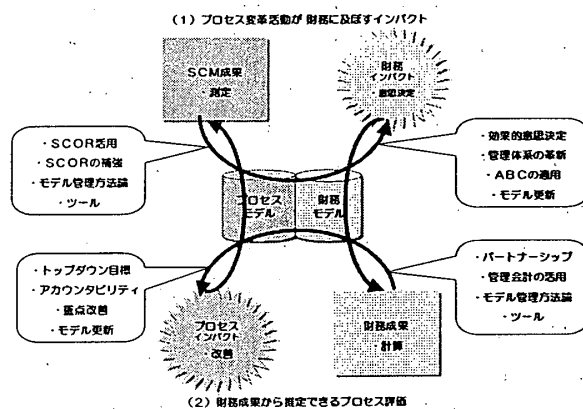 (1) プロセス変革活動が 財務に及ぼすインパクト
SCM成果
・測定
財務
インパクト
・意思決定
・SCOR活用
・SCORの補強
・モデル管理方法論
・ツール
・効果的意思決定
・管理体系の革新
・ABCの適用
・モデル更新
プロセス
モデル
財務
モデル
・トップダウン目標
・アカウンタビリティ
・重点改善
・モデル更新
・パートナーシップ
・管理会計の活用
・モデル管理方法論
・ツール
プロセス
インパクト
・改善
財務成果
・計算
(2) 財務成果から推定できるプロセス評価